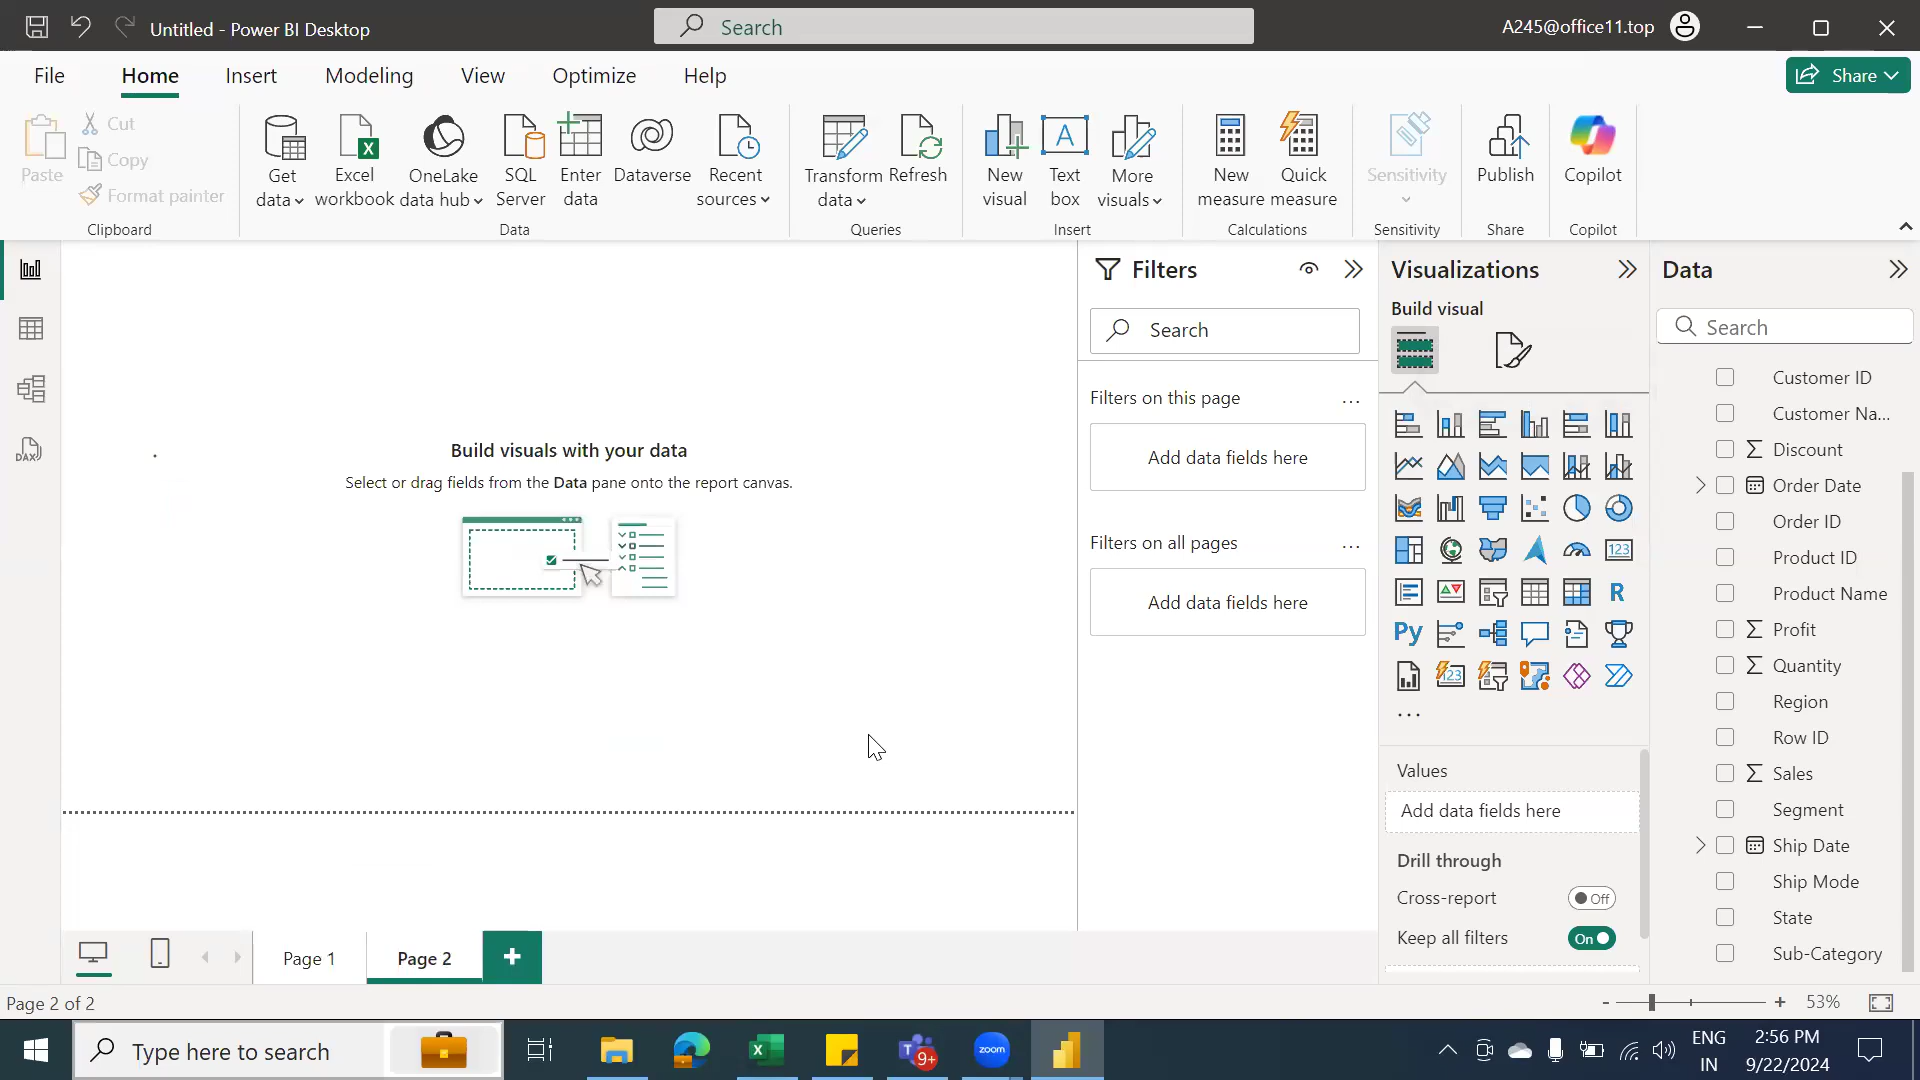 Untitled - Power BI Desktop
Search
A245@office11.top
File
Home
Insert
Modeling
View
Optimize
Help
Share
Paste
Cut
Copy
Format painter
Clipboard
Get data
Excel workbook
OneLake data hub
SQL Server
Enter data
Dataverse
Recent sources
Data
Transform data
Refresh
Queries
New visual
Text box
More visuals
Insert
New measure
Quick measure
Calculations
Sensitivity
Sensitivity
Publish
Share
Copilot
Copilot
DAX
Build visuals with your data
Select or drag fields from the Data pane onto the report canvas.
Filters
Search
Filters on this page
...
Add data fields here
Filters on all pages
...
Add data fields here
Visualizations
Build visual
123
R
Py
123
...
Values
Add data fields here
Drill through
Cross-report
Off
Keep all filters
On
Data
Search
Customer ID
Customer Na...
Discount
Order Date
Order ID
Product ID
Product Name
Profit
Quantity
Region
Row ID
Sales
Segment
Ship Date
Ship Mode
State
Sub-Category
Page 1
Page 2
+
Page 2 of 2
- + 53%
Type here to search
9+
zoom
ENG
IN
2:56 PM
9/22/2024